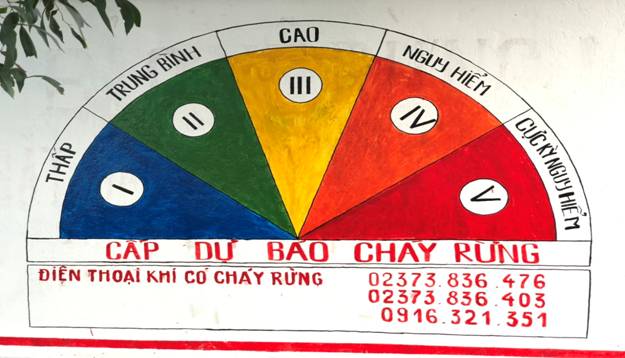 THẤP
TRUNG BÌNH
CAO
NGUY HIỂM
CỰC KỲ NGUY HIỂM
I
II
III
IV
V
CẤP DỰ BÁO CHÁY RỪNG
ĐIỆN THOẠI KHI CÓ CHÁY RỪNG 02373.836.476
02373.836.403
0916.321.351